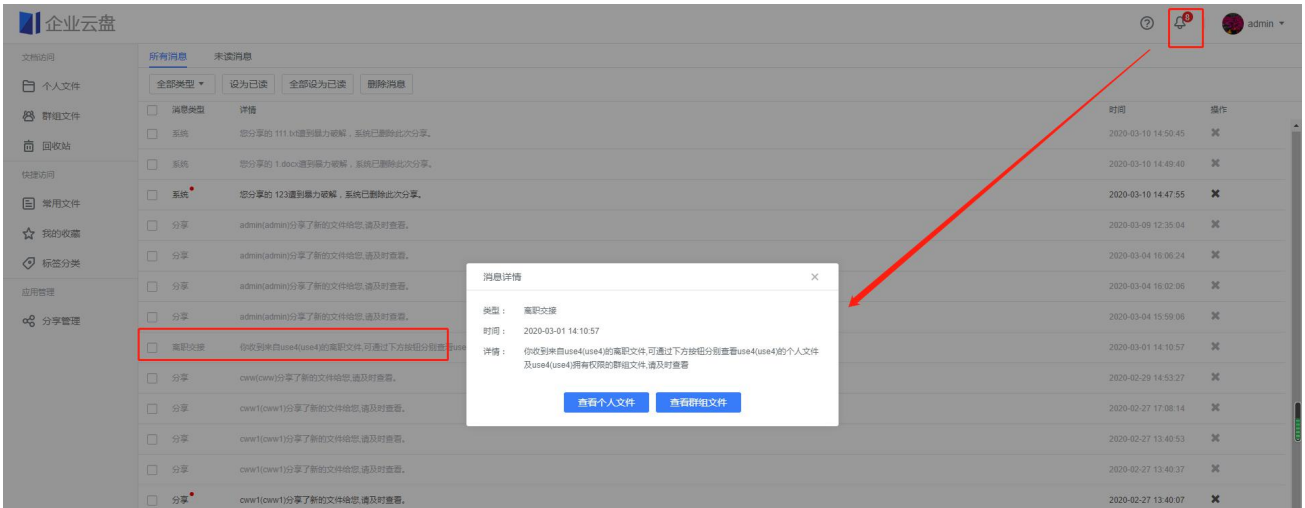 企业云盘
8
admin
文档访问
个人文件
群组文件
回收站
快捷访问
常用文件
我的收藏
标签分类
应用管理
分享管理
所有消息 未读消息
全部类型 设为已读 全部设为已读 删除消息
消息类型 详情 时间 操作
系统 您分享的 111.txt遭到暴力破解，系统已删除此次分享。 2020-03-10 14:50:45
系统 您分享的 1.docx遭到暴力破解，系统已删除此次分享。 2020-03-10 14:49:40
系统 您分享的 123遭到暴力破解，系统已删除此次分享。 2020-03-10 14:47:55
分享 admin(admin)分享了新的文件给您,请及时查看。 2020-03-09 12:35:04
分享 admin(admin)分享了新的文件给您,请及时查看。 2020-03-04 16:06:24
分享 admin(admin)分享了新的文件给您,请及时查看。 2020-03-04 16:02:06
分享 admin(admin)分享了新的文件给您,请及时查看。 2020-03-04 15:59:06
离职交接 你收到来自use4(use4)的离职文件,可通过下方按钮分别查看use 2020-03-01 14:10:57
分享 cww(cww)分享了新的文件给您,请及时查看。 2020-02-29 14:53:27
分享 cww1(cww1)分享了新的文件给您,请及时查看。 2020-02-27 17:08:14
分享 cww1(cww1)分享了新的文件给您,请及时查看。 2020-02-27 13:40:53
分享 cww1(cww1)分享了新的文件给您,请及时查看。 2020-02-27 13:40:37
分享 cww1(cww1)分享了新的文件给您,请及时查看。 2020-02-27 13:40:07
消息详情
类型： 离职交接
时间： 2020-03-01 14:10:57
详情： 你收到来自use4(use4)的离职文件,可通过下方按钮分别查看use4(use4)的个人文件
及use4(use4)拥有权限的群组文件,请及时查看
查看个人文件 查看群组文件